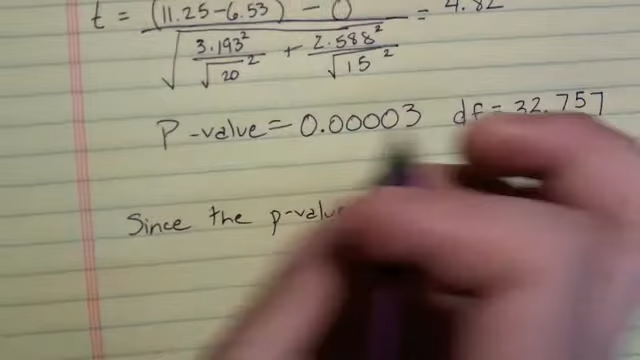 t = (11.25-6.53) - 0 / √(3.193²/√20² + 2.588²/√15²) = 4.82
P-value = 0.00003 df = 32.757
Since the p-value